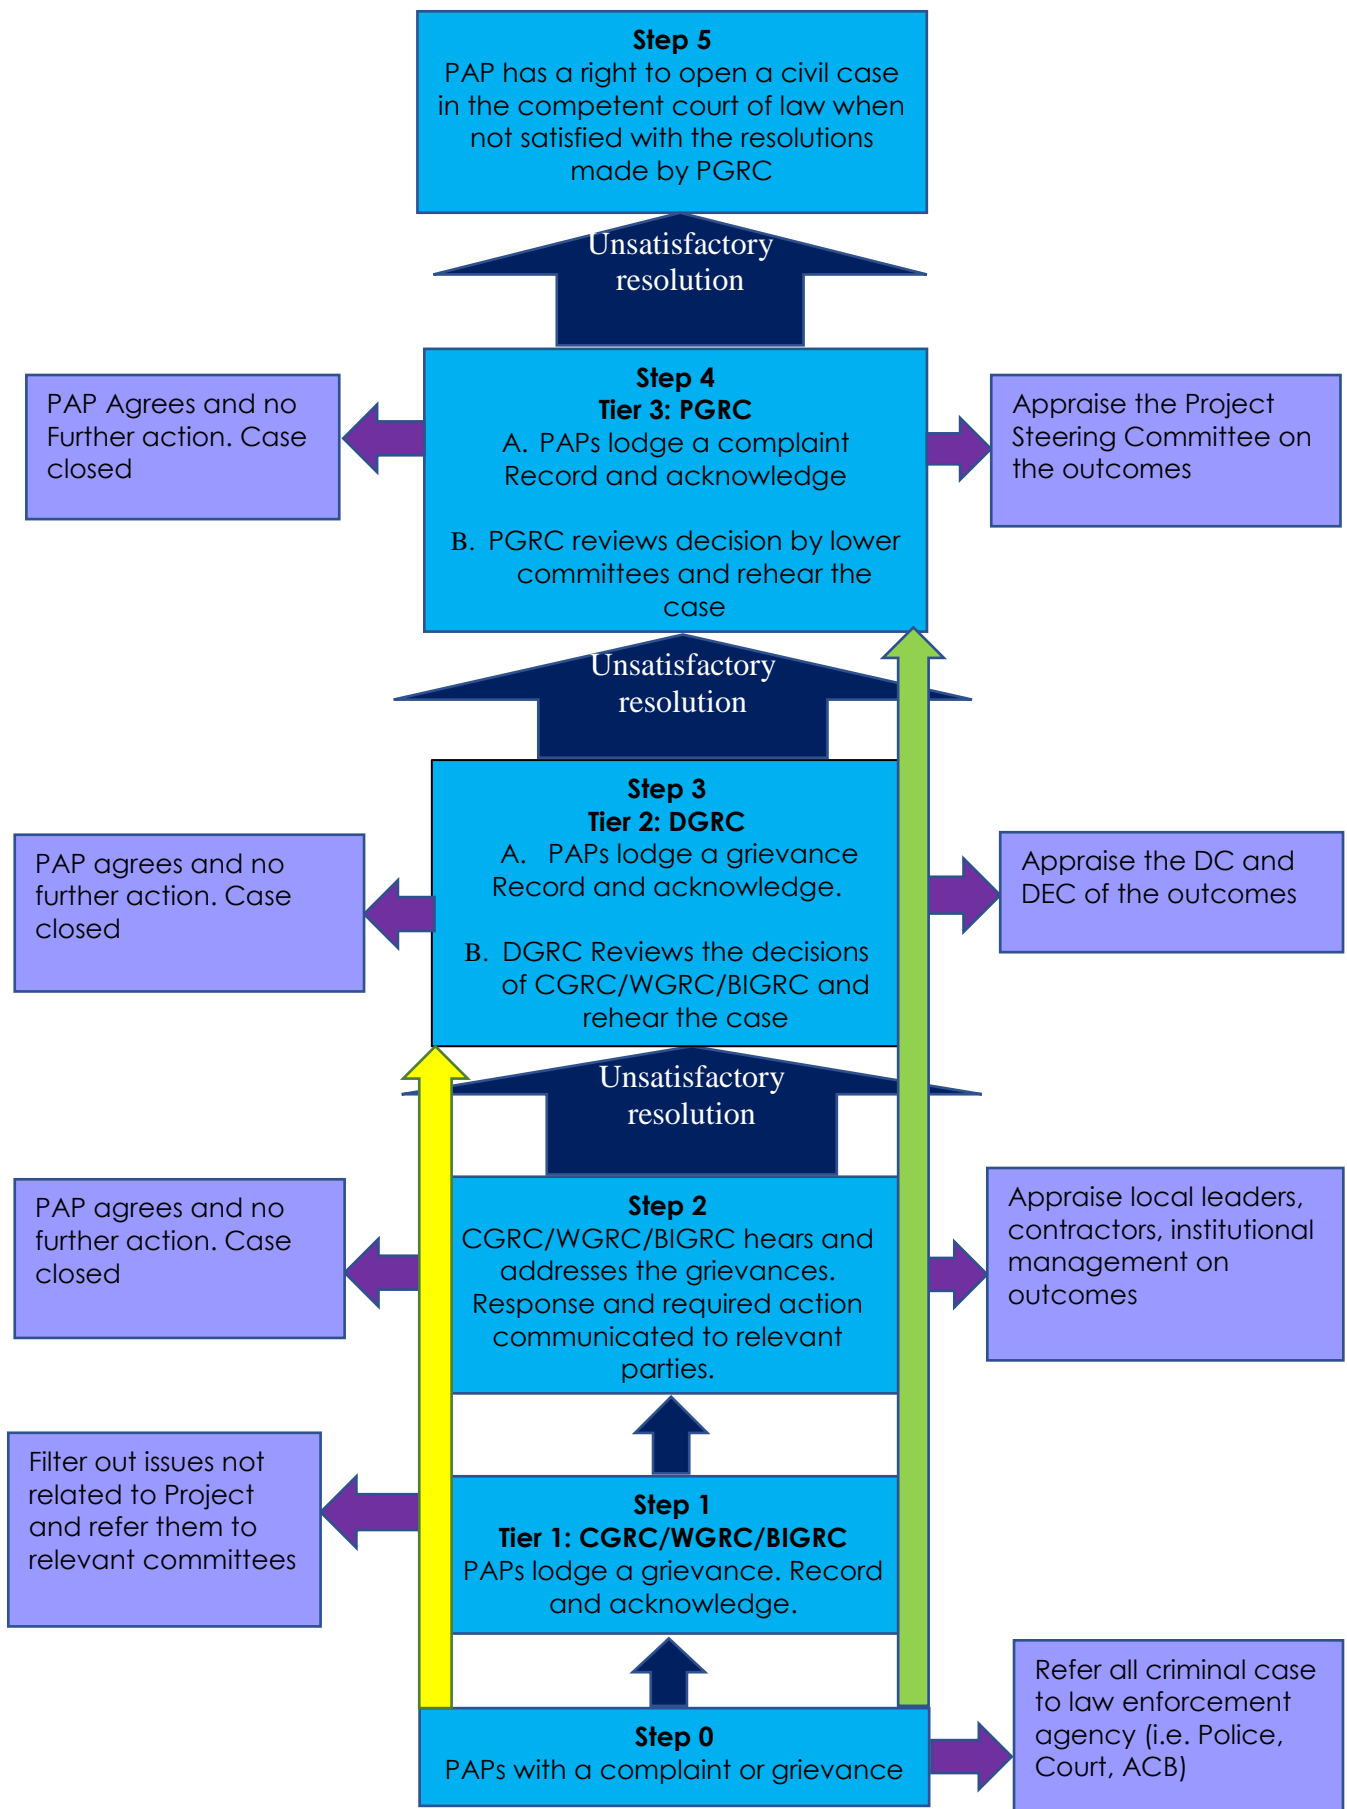 Step 5
PAP has a right to open a civil case
in the competent court of law when
not satisfied with the resolutions
made by PGRC
Unsatisfactory
resolution
PAP Agrees and no
Further action. Case
closed
Step 4
Tier 3: PGRC
A. PAPs lodge a complaint
Record and acknowledge
B. PGRC reviews decision by lower
committees and rehear the
case
Appraise the Project
Steering Committee on
the outcomes
Unsatisfactory
resolution
PAP agrees and no
further action. Case
closed
Step 3
Tier 2: DGRC
A. PAPs lodge a grievance
Record and acknowledge.
B. DGRC Reviews the decisions
of CGRC/WGRC/BIGRC and
rehear the case
Appraise the DC and
DEC of the outcomes
Unsatisfactory
resolution
PAP agrees and no
further action. Case
closed
Step 2
CGRC/WGRC/BIGRC hears and
addresses the grievances.
Response and required action
communicated to relevant
parties.
Appraise local leaders,
contractors, institutional
management on
outcomes
Filter out issues not
related to Project
and refer them to
relevant committees
Step 1
Tier 1: CGRC/WGRC/BIGRC
PAPs lodge a grievance. Record
and acknowledge.
Step 0
PAPs with a complaint or grievance
Refer all criminal case
to law enforcement
agency (i.e. Police,
Court, ACB)